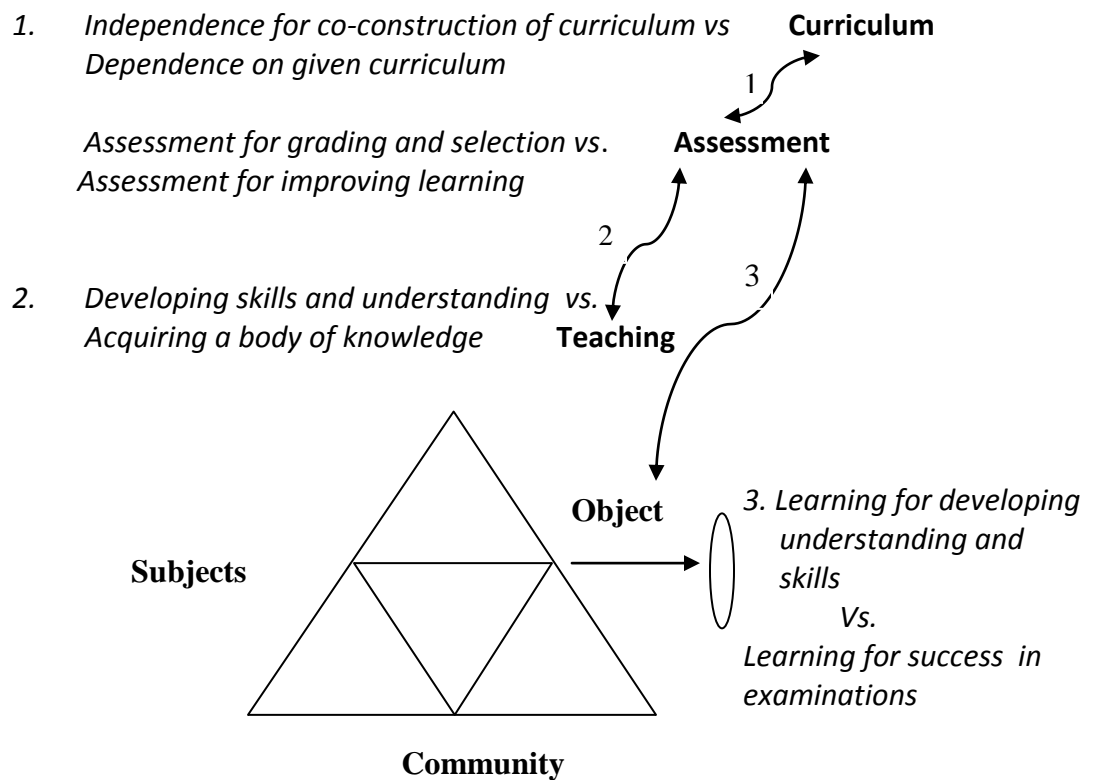 1. Independence for co-construction of curriculum vs Curriculum
Dependence on given curriculum
1
Assessment for grading and selection vs. Assessment
Assessment for improving learning
2
3
2. Developing skills and understanding vs.
Acquiring a body of knowledge Teaching
Object
3. Learning for developing
understanding and
skills
Subjects
Vs.
Learning for success in
examinations
Community